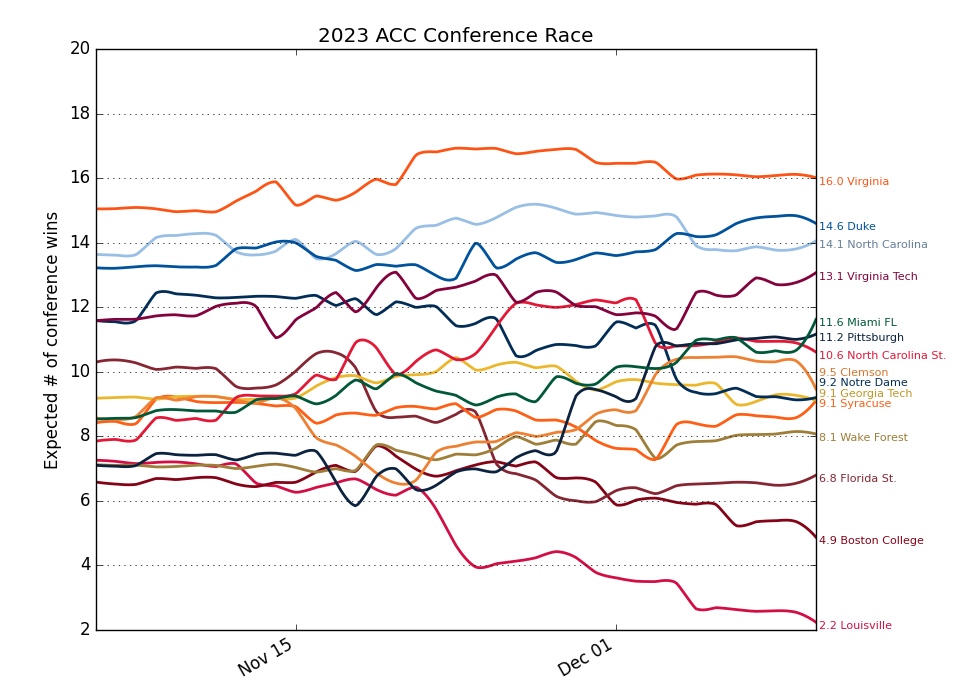 2023 ACC Conference Race
Expected # of conference wins
20
18
16
14
12
10
8
6
4
2
Nov 15
Dec 01
16.0 Virginia
14.6 Duke
14.1 North Carolina
13.1 Virginia Tech
11.6 Miami FL
11.2 Pittsburgh
10.6 North Carolina St.
9.5 Clemson
9.2 Notre Dame
9.1 Georgia Tech
9.1 Syracuse
8.1 Wake Forest
6.8 Florida St.
4.9 Boston College
2.2 Louisville